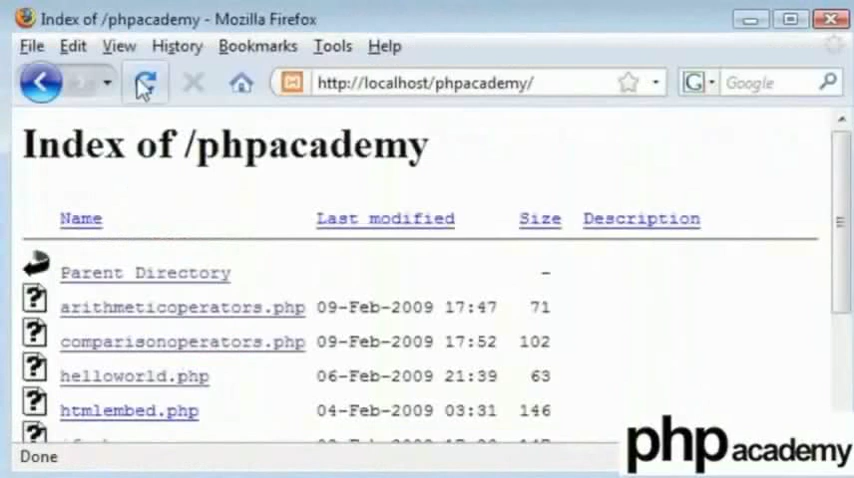 Index of /phpacademy - Mozilla Firefox
File Edit View History Bookmarks Tools Help
http://localhost/phpacademy/ G Google
Index of /phpacademy
Name Last modified Size Description
Parent Directory -
arithmeticoperators.php 09-Feb-2009 17:47 71
comparisonoperators.php 09-Feb-2009 17:52 102
helloworld.php 06-Feb-2009 21:39 63
htmlembed.php 04-Feb-2009 03:31 146
Done
php academy